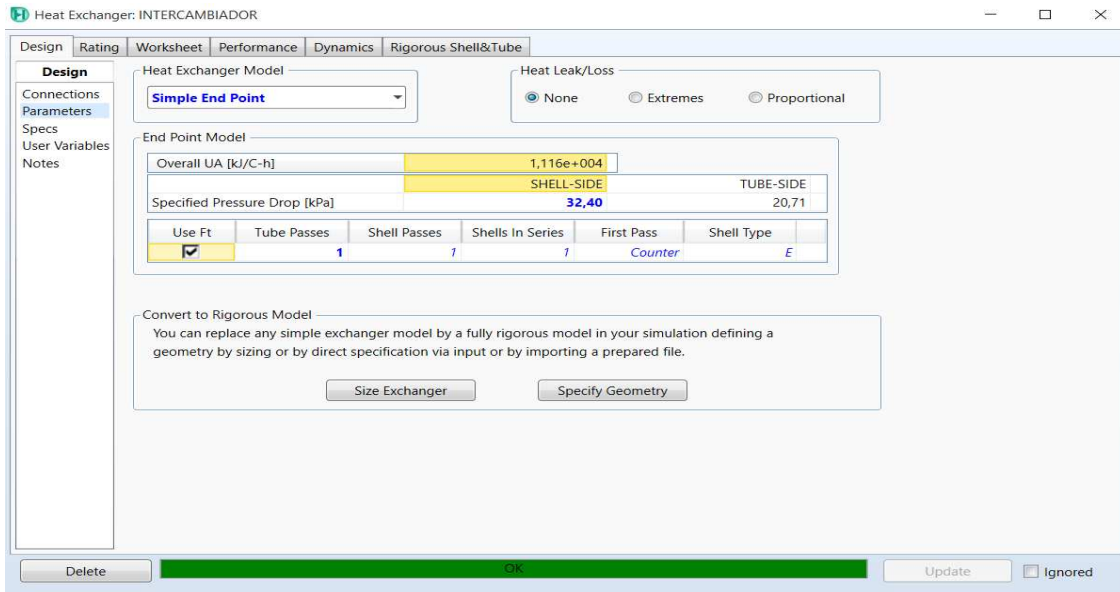 Heat Exchanger: INTERCAMBIADOR
Design Rating Worksheet Performance Dynamics Rigorous Shell&Tube
Design
Connections
Parameters
Specs
User Variables
Notes
Heat Exchanger Model
Simple End Point
Heat Leak/Loss
None Extremes Proportional
End Point Model
Overall UA [kJ/C-h] 1,116e+004
SHELL-SIDE TUBE-SIDE
Specified Pressure Drop [kPa] 32,40 20,71
Use Ft Tube Passes Shell Passes Shells In Series First Pass Shell Type
1 1 1 Counter E
Convert to Rigorous Model
You can replace any simple exchanger model by a fully rigorous model in your simulation defining a
geometry by sizing or by direct specification via input or by importing a prepared file.
Size Exchanger Specify Geometry
Delete OK Update Ignored